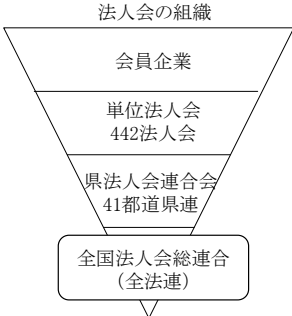 法人会の組織
会員企業
単位法人会
442法人会
県法人会連合会
41都道県連
全国法人会総連合
（全法連）